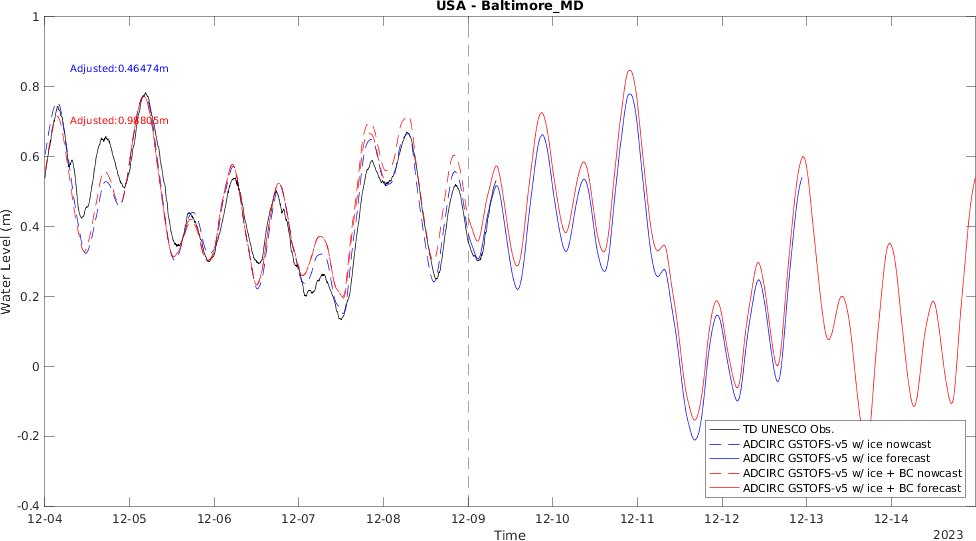 USA - Baltimore_MD
1
0.8
0.6
0.4
0.2
0
-0.2
-0.4
Water Level (m)
Adjusted:0.46474m
Adjusted:0.98805m
TD UNESCO Obs.
ADCIRC GSTOFS-v5 w/ ice nowcast
ADCIRC GSTOFS-v5 w/ ice forecast
ADCIRC GSTOFS-v5 w/ ice + BC nowcast
ADCIRC GSTOFS-v5 w/ ice + BC forecast
12-04 12-05 12-06 12-07 12-08 12-09 12-10 12-11 12-12 12-13 12-14
Time
2023